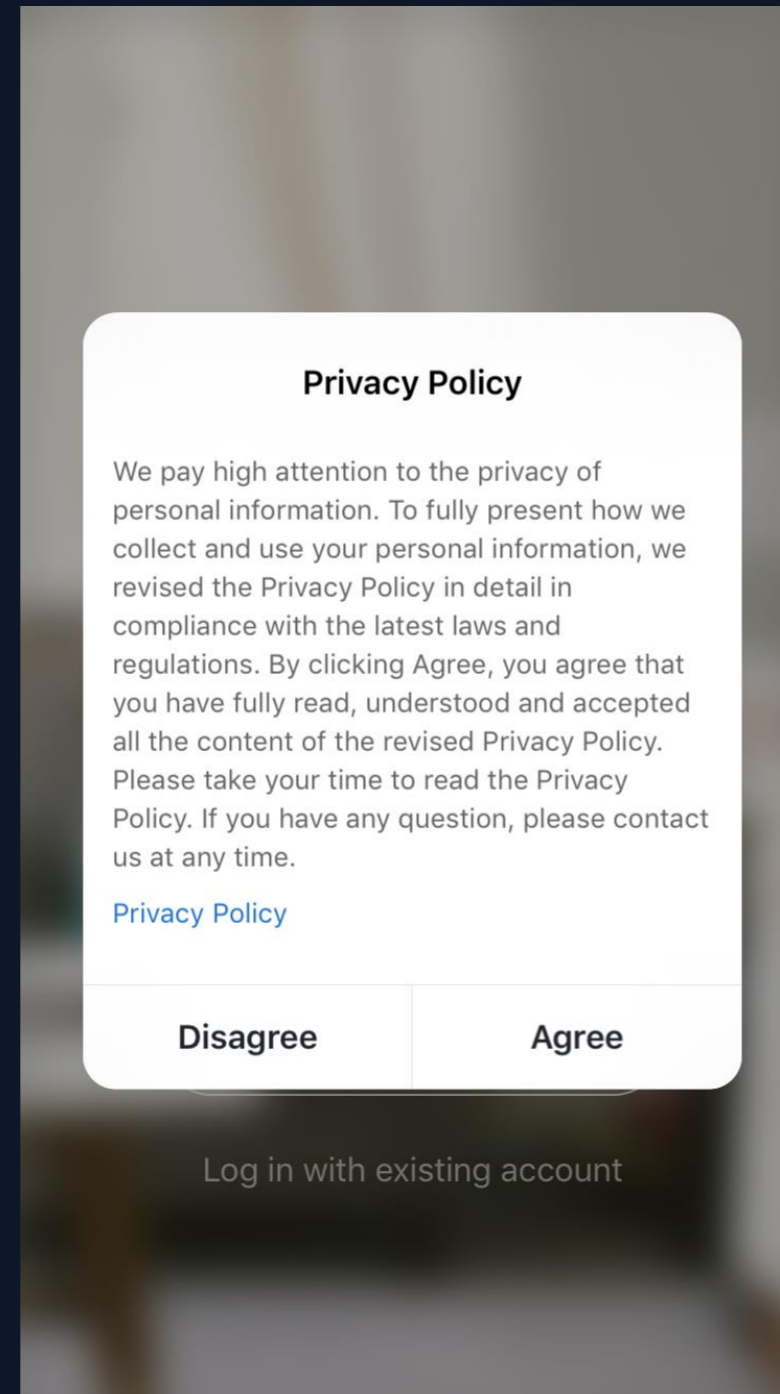 Privacy Policy
We pay high attention to the privacy of
personal information. To fully present how we
collect and use your personal information, we
revised the Privacy Policy in detail in
compliance with the latest laws and
regulations. By clicking Agree, you agree that
you have fully read, understood and accepted
all the content of the revised Privacy Policy.
Please take your time to read the Privacy
Policy. If you have any question, please contact
us at any time.
Privacy Policy
Disagree
Agree
Log in with existing account